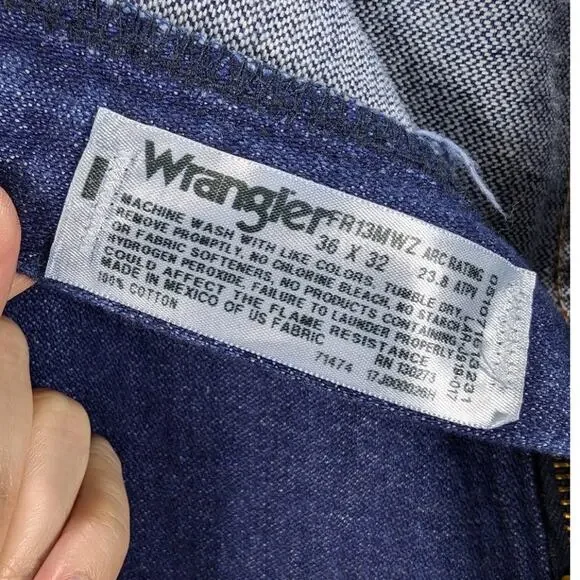 Wrangler FR13MWZ ARC RATING
36 X 32 23.8 ATPV
MACHINE WASH WITH LIKE COLORS, TUMBLE DRY,
REMOVE PROMPTLY, NO CHLORINE BLEACH, NO STARCH
OR FABRIC SOFTENERS, NO PRODUCTS CONTAINING
HYDROGEN PEROXIDE. FAILURE TO LAUNDER PROPERLY
COULD AFFECT THE FLAME RESISTANCE
MADE IN MEXICO OF US FABRIC RN 130273
100% COTTON 71474 17J000026H